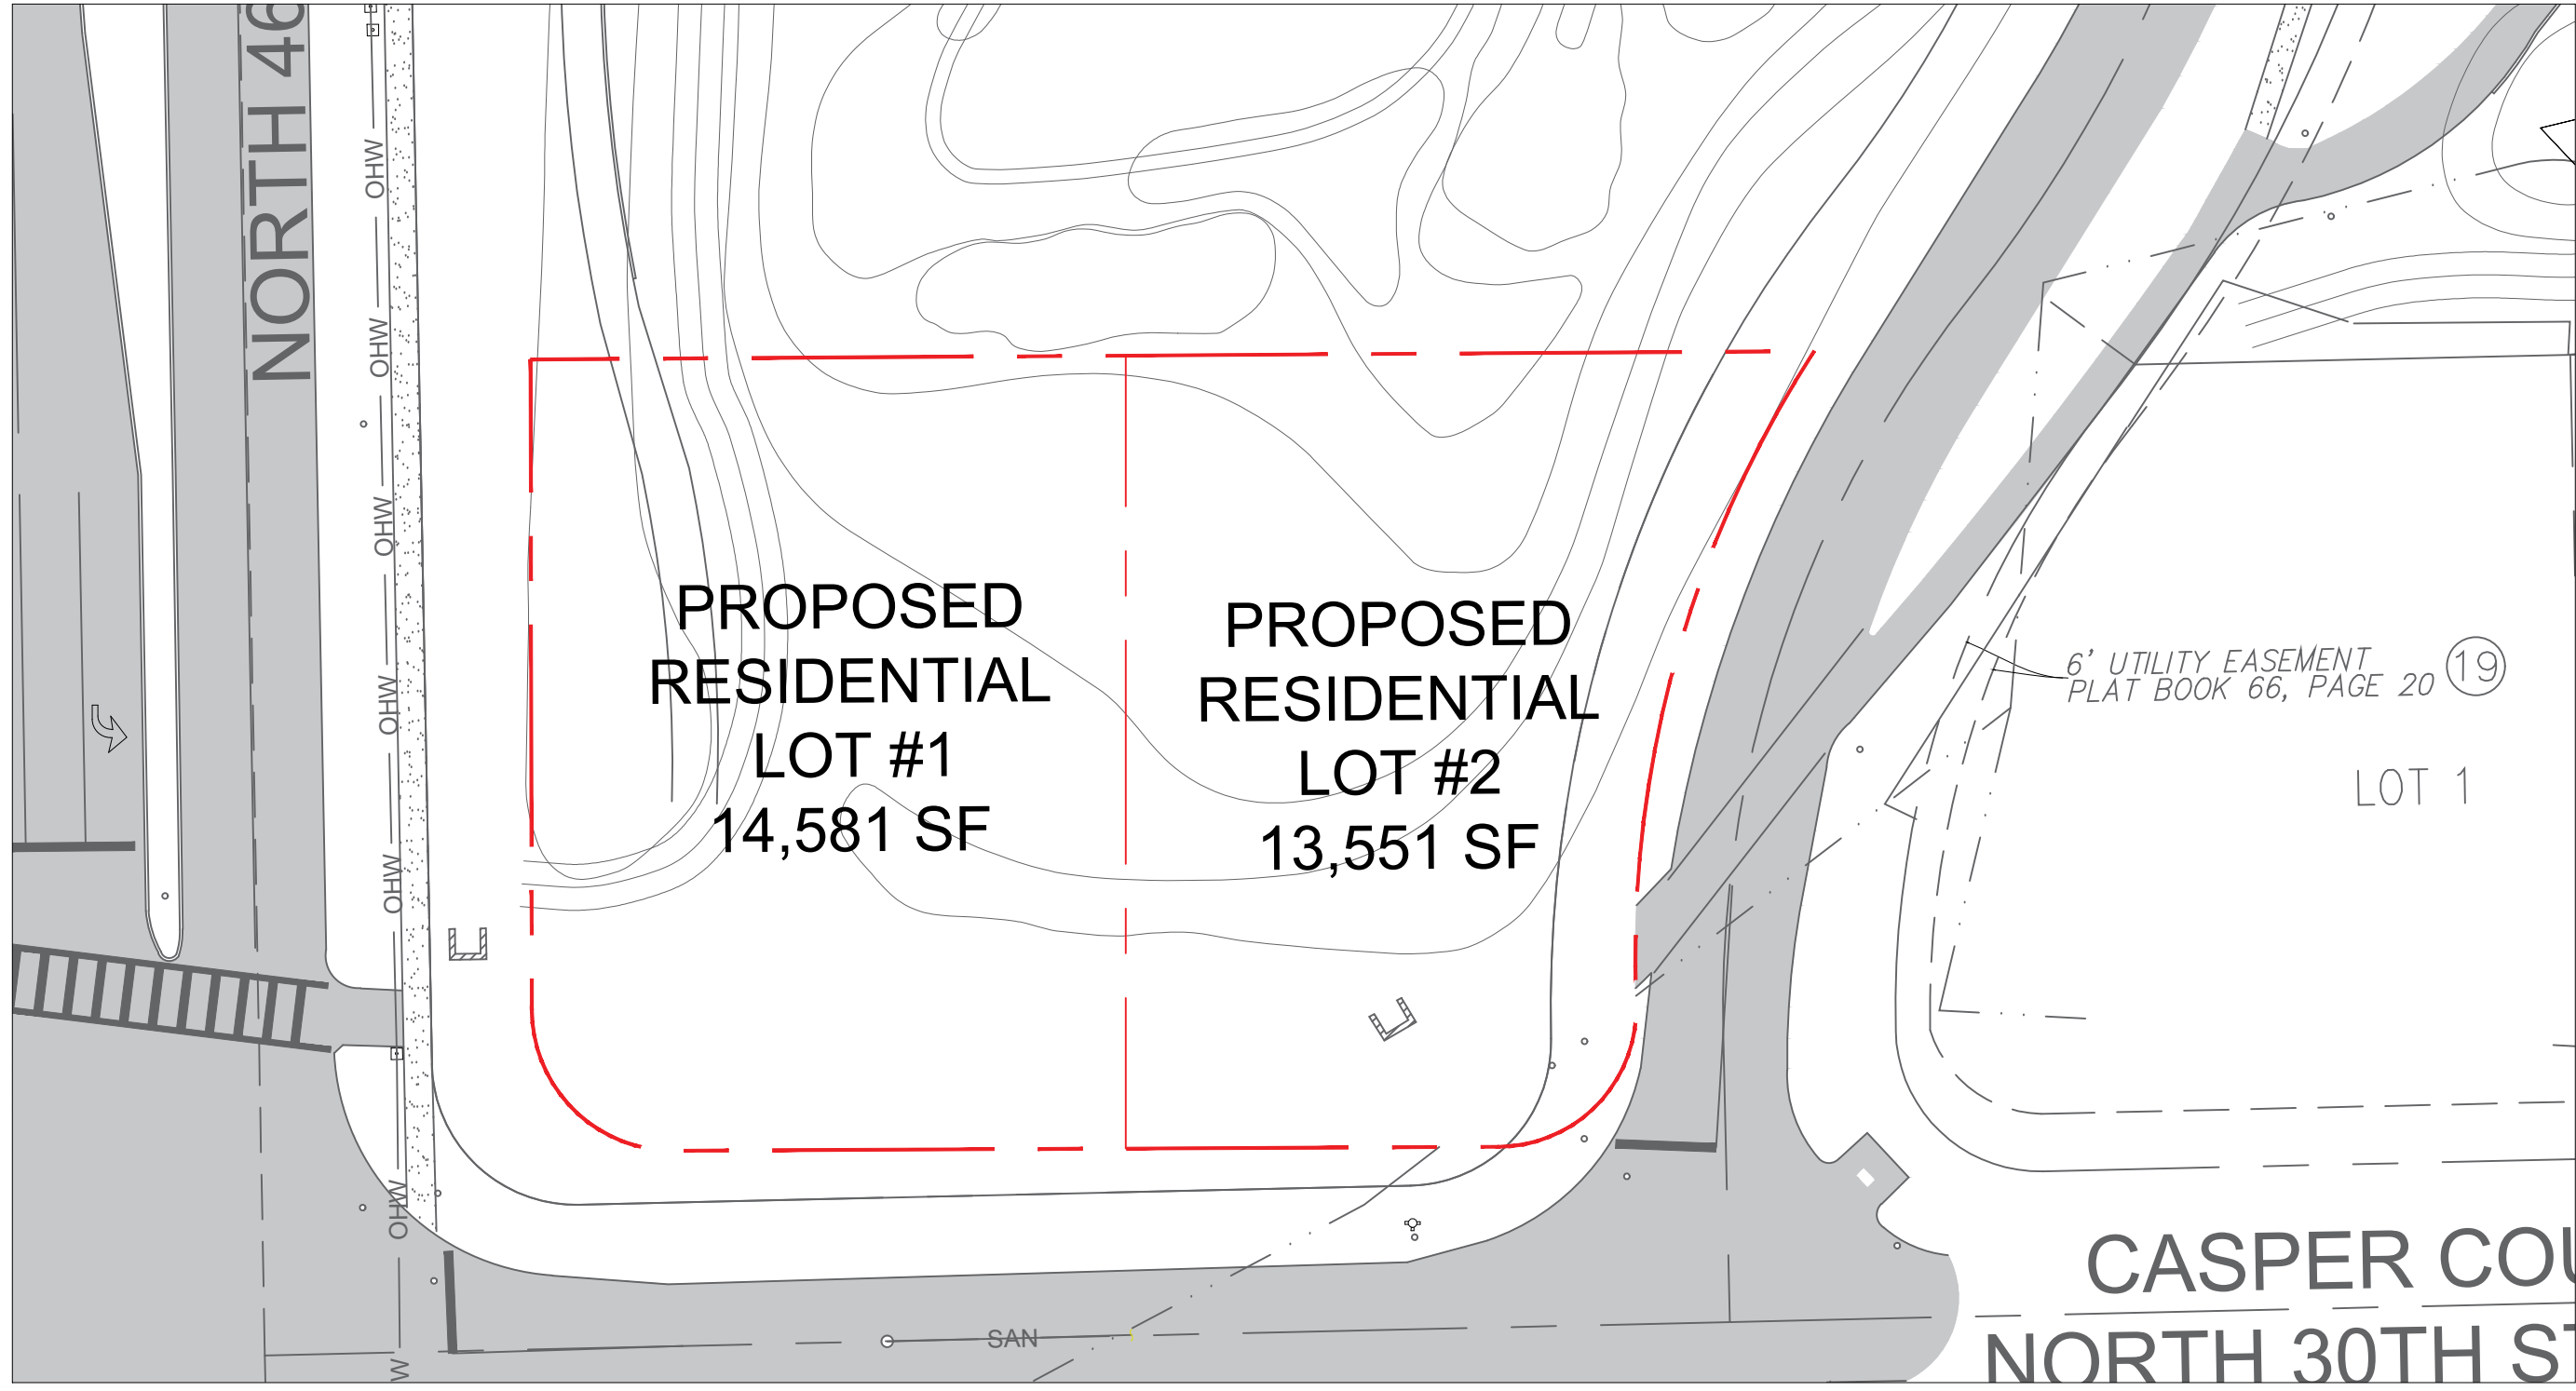 NORTH 46
OHW
OHW
OHW
OHW
OHW
OHW
W
PROPOSED
RESIDENTIAL
LOT #1
14,581 SF
PROPOSED
RESIDENTIAL
LOT #2
13,551 SF
6' UTILITY EASEMENT
PLAT BOOK 66, PAGE 20
19
LOT 1
SAN
CASPER COU
NORTH 30TH ST